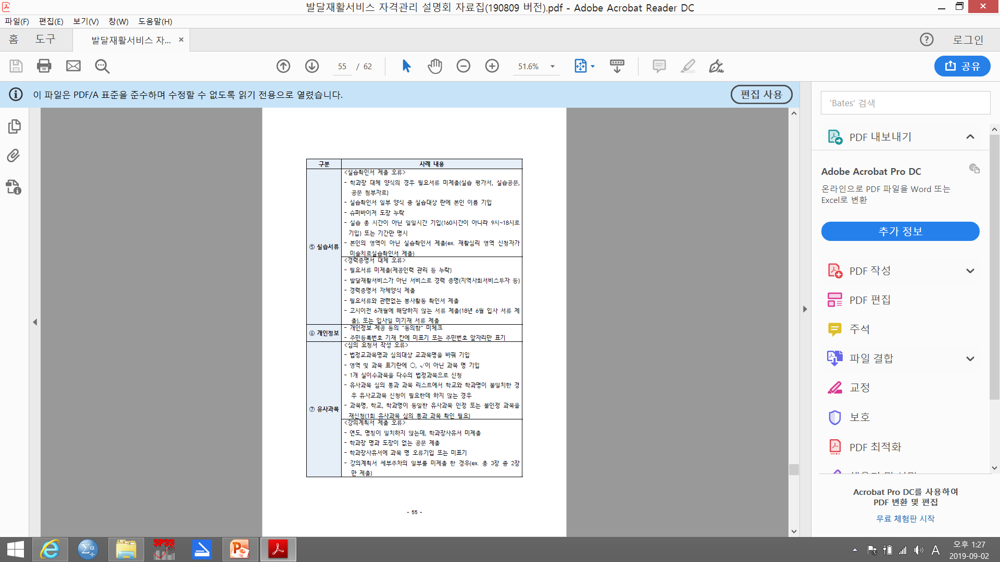 발달재활서비스 자격관리 설명회 자료집(190809 버전).pdf - Adobe Acrobat Reader DC
파일(F) 편집(E) 보기(V) 창(W) 도움말(H)
홈 도구 발달재활서비스 자... × 로그인
55 / 62 51.6% 공유
이 파일은 PDF/A 표준을 준수하며 수정할 수 없도록 읽기 전용으로 열렸습니다. 편집 사용
구분 사례 내용
⑤ 실습서류
<실습확인서 제출 오류>
- 학과장 대체 양식의 경우 필요서류 미제출(실습 평가서, 실습공문,
공문 첨부자료)
- 실습확인서 일부 양식 중 실습대상 란에 본인 이름 기입
- 슈퍼바이저 도장 누락
- 실습 총 시간이 아닌 일일시간 기입(160시간이 아니라 9시~18시로
기입) 또는 기간만 명시
- 본인의 영역이 아닌 실습확인서 제출(ex. 재활심리 영역 신청자가
미술치료실습확인서 제출)
<경력증명서 대체 오류>
- 필요서류 미제출(제공인력 관리 등 누락)
- 발달재활서비스가 아닌 서비스로 경력 증명(지역사회서비스투자 등)
- 경력증명서 자체양식 제출
- 필요서류와 관련없는 봉사활동 확인서 제출
- 고시이전 6개월에 해당하지 않는 서류 제출(18년 6월 입사 서류 제
출), 또는 입사일 미기재 서류 제출
⑥ 개인정보
- 개인정보 제공 동의 "동의함" 미체크
- 주민등록번호 기재 칸에 미표기 또는 주민번호 앞자리만 표기
⑦ 유사과목
<심의 요청서 작성 오류>
- 법정교과목명과 심의대상 교과목명을 바꿔 기입
- 영역 및 과목 표기란에 ○, √이 아닌 과목 명 기입
- 1개 실이수과목을 다수의 법정과목으로 신청
- 유사과목 심의 통과 과목 리스트에서 학교와 학과명이 불일치한 경
우 유사교과목 신청이 필요한데 하지 않는 경우
- 과목명, 학교, 학과명이 동일한 유사과목 인정 또는 불인정 과목을
재신청(1회 유사과목 심의 통과 과목 확인 필요)
<강의계획서 제출 오류>
- 연도, 명칭이 일치하지 않는데, 학과장사유서 미제출
- 학과장 명과 도장이 없는 공문 제출
- 학과장사유서에 과목 명 오류기입 또는 미표기
- 강의계획서 세부주차의 일부를 미제출 한 경우(ex. 총 3장 중 2장
만 제출)
- 55 -
'Bates' 검색
PDF 내보내기
Adobe Acrobat Pro DC
온라인으로 PDF 파일을 Word 또는
Excel로 변환
추가 정보
PDF 작성
PDF 편집
주석
파일 결합
교정
보호
PDF 최적화
Acrobat Pro DC를 사용하여
PDF 변환 및 편집
무료 체험판 시작
SPSS
A 오후 1:27
2019-09-02